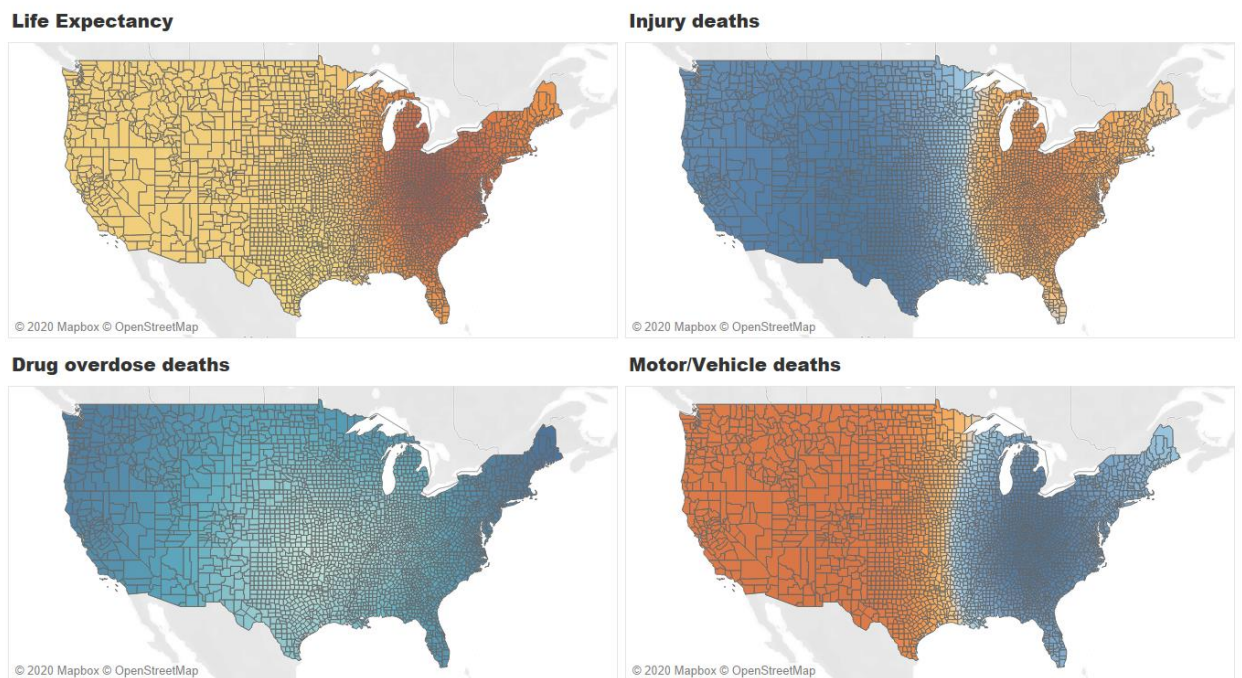 Life Expectancy
Injury deaths
© 2020 Mapbox © OpenStreetMap
© 2020 Mapbox © OpenStreetMap
Drug overdose deaths
Motor/Vehicle deaths
© 2020 Mapbox © OpenStreetMap
© 2020 Mapbox © OpenStreetMap